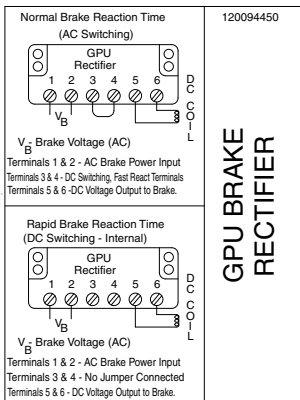 Normal Brake Reaction Time
(AC Switching)
GPU
Rectifier
1 2 3 4 5 6
VB
DC COIL
VB- Brake Voltage (AC)
Terminals 1 & 2 - AC Brake Power Input
Terminals 3 & 4 - DC Switching, Fast React Terminals
Terminals 5 & 6 -DC Voltage Output to Brake.
Rapid Brake Reaction Time
(DC Switching - Internal)
GPU
Rectifier
1 2 3 4 5 6
VB
DC COIL
VB- Brake Voltage (AC)
Terminals 1 & 2 - AC Brake Power Input
Terminals 3 & 4 - No Jumper Connected
Terminals 5 & 6 - DC Voltage Output to Brake.
120094450
GPU BRAKE
RECTIFIER